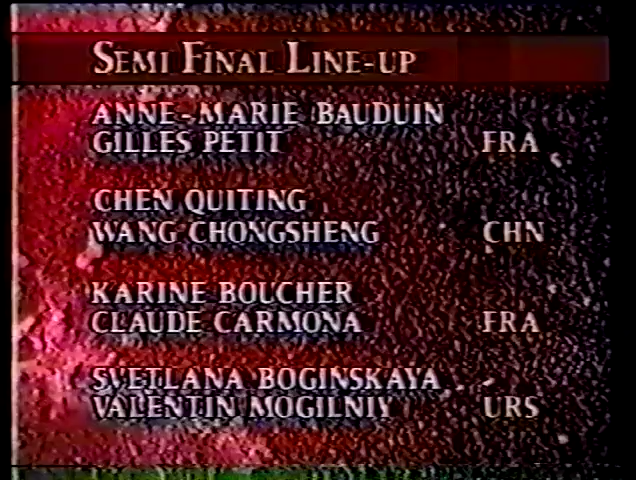 SEMI FINAL LINE-UP
ANNE-MARIE BAUDUIN
GILLES PETIT FRA
CHEN QUITING
WANG CHONGSHENG CHN
KARINE BOUCHER
CLAUDE CARMONA FRA
SVETLANA BOGINSKAYA
VALENTIN MOGILNIY URS